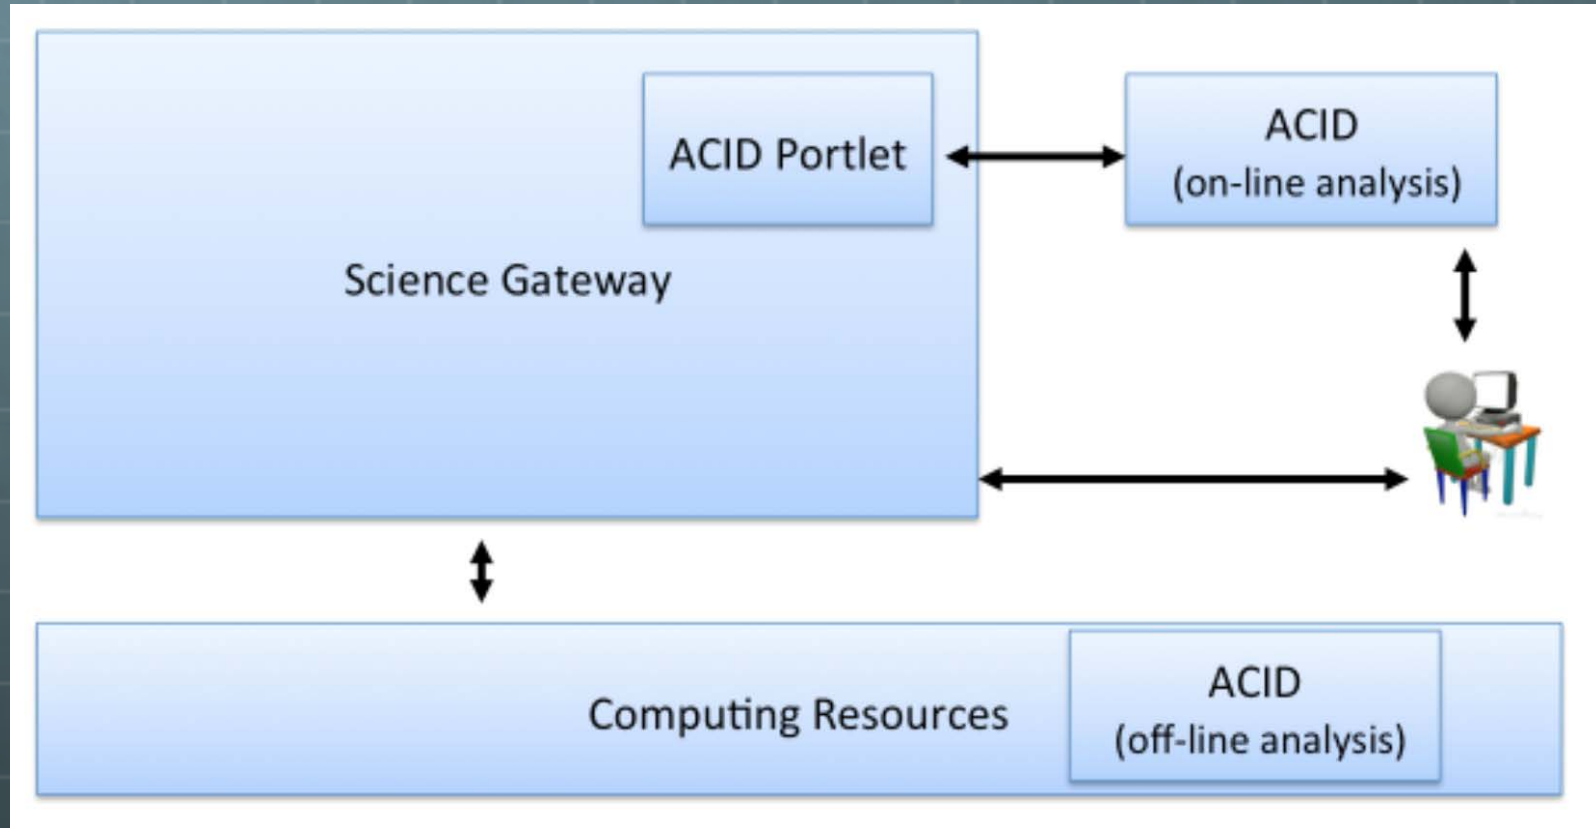 ACID Portlet
ACID
(on-line analysis)
Science Gateway
Computing Resources
ACID
(off-line analysis)